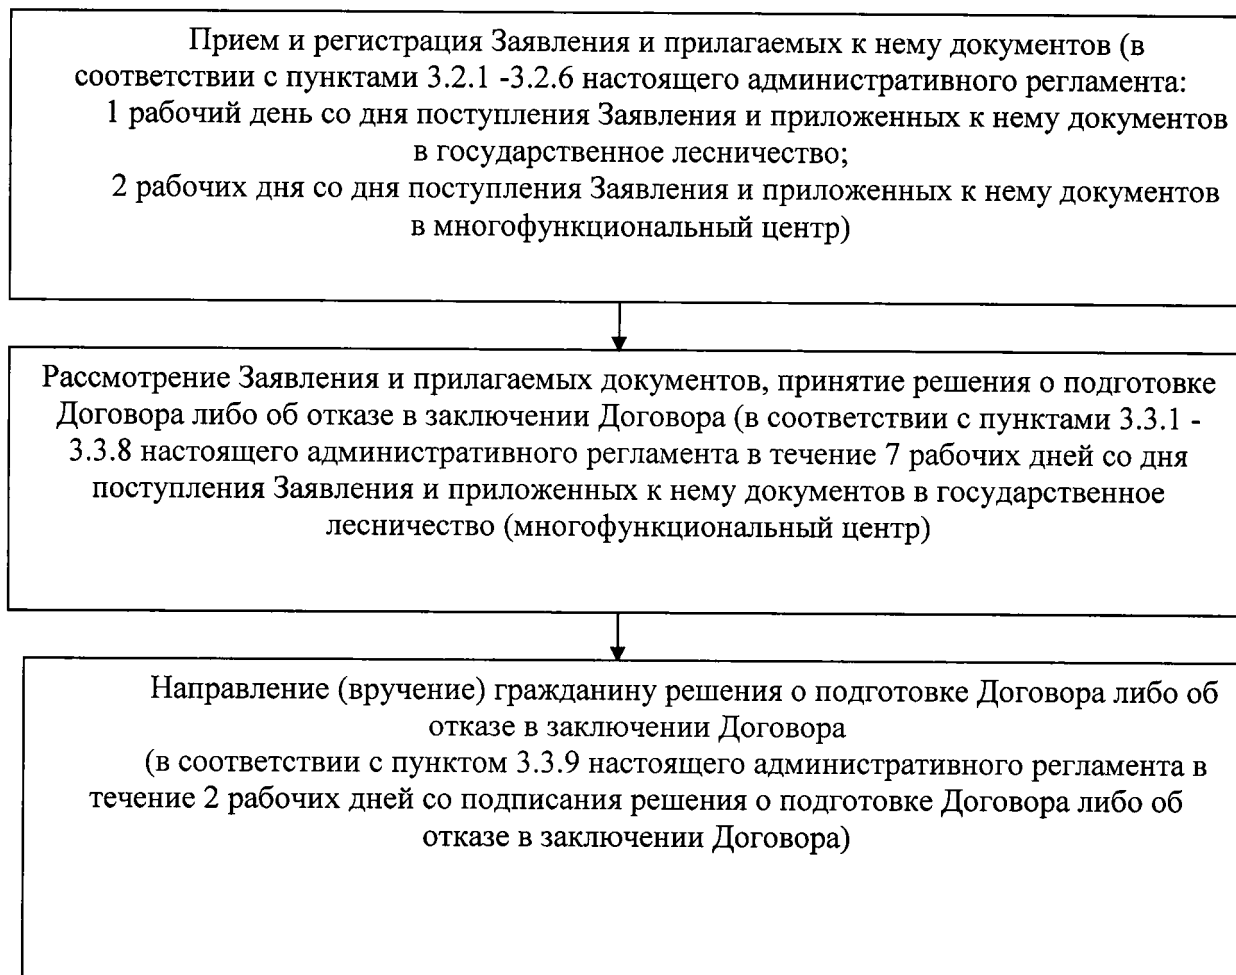 Прием и регистрация Заявления и прилагаемых к нему документов (в
соответствии с пунктами 3.2.1 -3.2.6 настоящего административного регламента:
1 рабочий день со дня поступления Заявления и приложенных к нему документов
в государственное лесничество;
2 рабочих дня со дня поступления Заявления и приложенных к нему документов
в многофункциональный центр)
Рассмотрение Заявления и прилагаемых документов, принятие решения о подготовке
Договора либо об отказе в заключении Договора (в соответствии с пунктами 3.3.1 -
3.3.8 настоящего административного регламента в течение 7 рабочих дней со дня
поступления Заявления и приложенных к нему документов в государственное
лесничество (многофункциональный центр)
Направление (вручение) гражданину решения о подготовке Договора либо об
отказе в заключении Договора
(в соответствии с пунктом 3.3.9 настоящего административного регламента в
течение 2 рабочих дней со подписания решения о подготовке Договора либо об
отказе в заключении Договора)